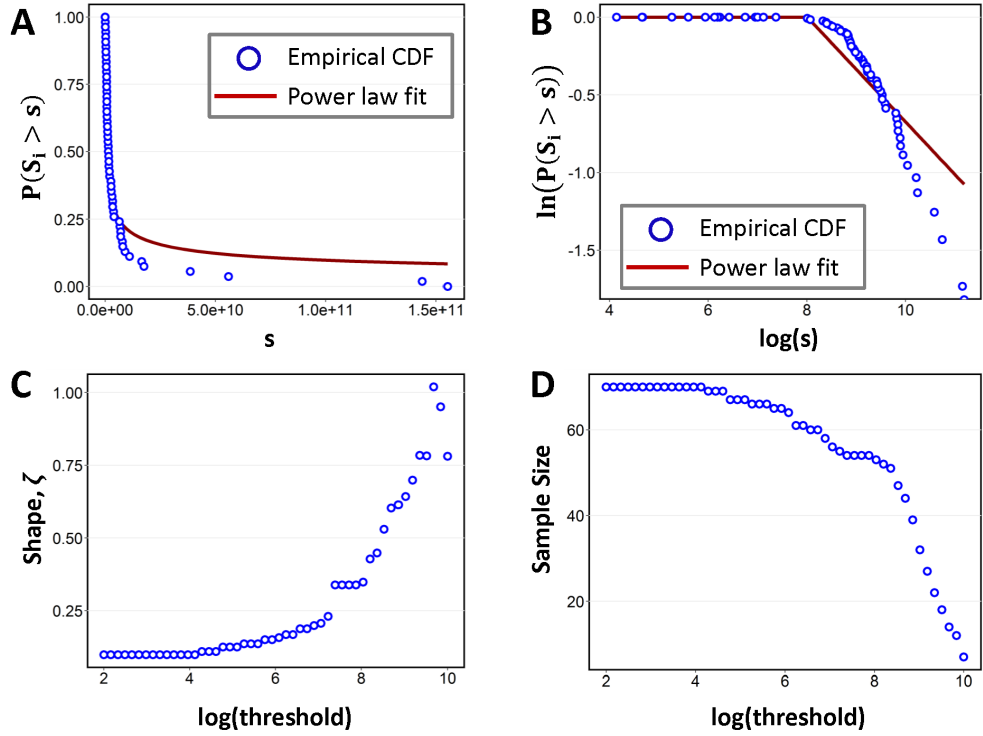 A
P(Sᵢ > s)
1.00
0.75
0.50
0.25
0.00
Empirical CDF
Power law fit
0.0e+00
5.0e+10
1.0e+11
1.5e+11
s
B
ln(P(Sᵢ > s))
0.0
-0.5
-1.0
-1.5
Empirical CDF
Power law fit
4
6
8
10
log(s)
C
Shape, ζ
1.00
0.75
0.50
0.25
2
4
6
8
10
log(threshold)
D
Sample Size
60
40
20
2
4
6
8
10
log(threshold)